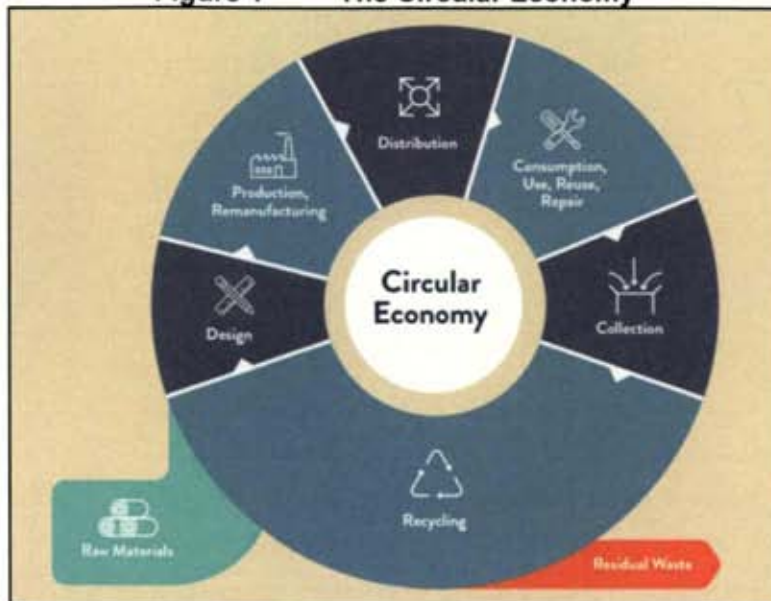 Figure 1 The Circular Economy
Distribution
Consumption,
Use, Reuse,
Repair
Production,
Remanufacturing
Circular
Economy
Design
Collection
Recycling
Raw Materials
Residual Waste